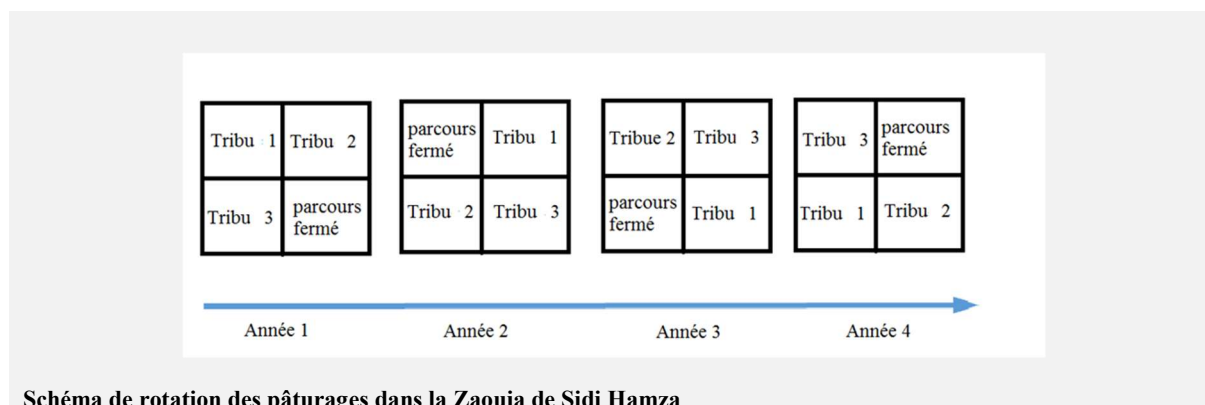 Tribu 1 Tribu 2
Tribu 3 parcours
fermé
parcours
fermé Tribu 1
Tribu 2 Tribu 3
Tribue 2 Tribu 3
parcours
fermé Tribu 1
Tribu 3 parcours
fermé
Tribu 1 Tribu 2
Année 1 Année 2 Année 3 Année 4
Schéma de rotation des pâturages dans la Zaouia de Sidi Hamza